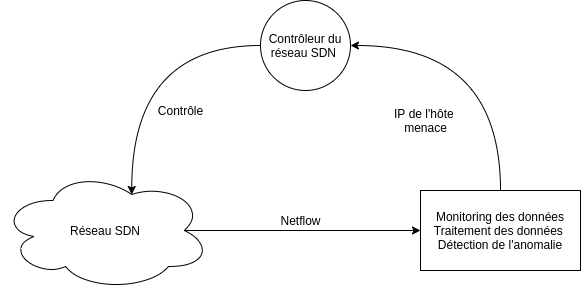 Contrôleur du
réseau SDN
Contrôle
IP de l'hôte
menace
Réseau SDN
Netflow
Monitoring des données
Traitement des données
Détection de l'anomalie